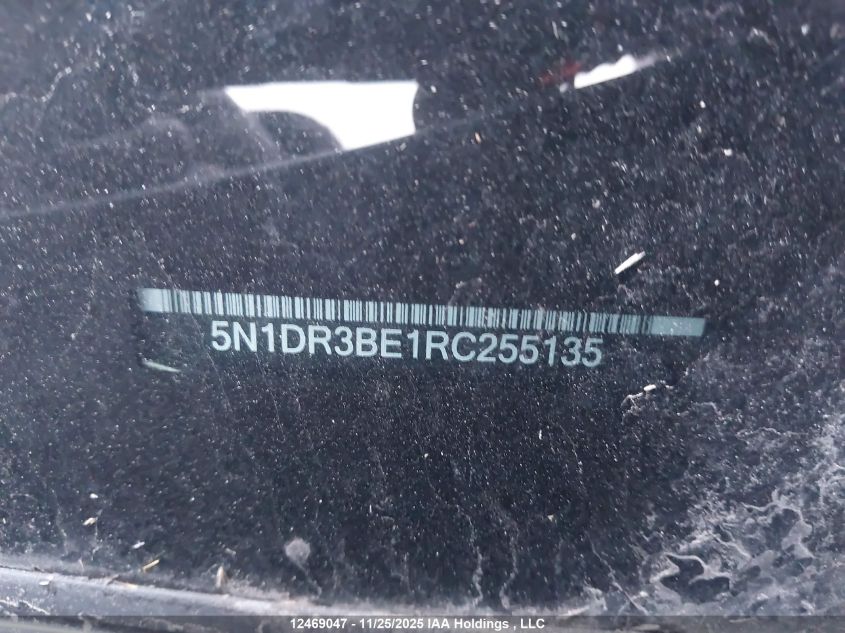 5N1DR3BE1RC255135
12469047 - 11/25/2025 IAA Holdings , LLC